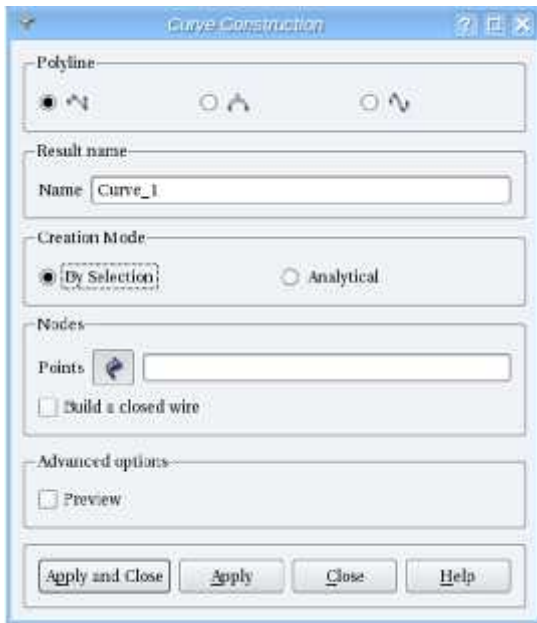 Curve Construction
Polyline
Result name
Name Curve_1
Creation Mode
By Selection Analytical
Nodes
Points
Build a closed wire
Advanced options
Preview
Apply and Close Apply Close Help